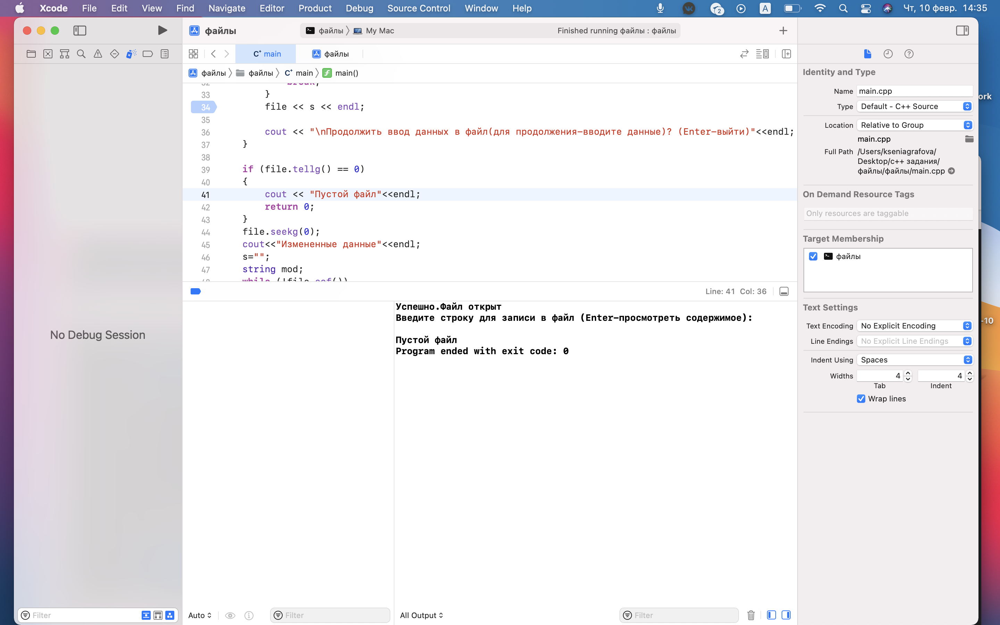 Xcode File Edit View Find Navigate Editor Product Debug Source Control Window Help 2 A Чт, 10 февр. 14:35
файлы файлы My Mac Finished running файлы : файлы
main файлы
файлы файлы main main()
33 }
34 file << s << endl;
35
36 cout << "\nПродолжить ввод данных в файл(для продолжения-вводите данные)? (Enter-выйти)"<<endl;
37 }
38
39 if (file.tellg() == 0)
40 {
41 cout << "Пустой файл"<<endl;
42 return 0;
43 }
44 file.seekg(0);
45 cout<<"Измененные данные"<<endl;
46 s="";
47 string mod;
Line: 41 Col: 36
No Debug Session
Успешно.Файл открыт
Введите строку для записи в файл (Enter-просмотреть содержимое):
Пустой файл
Program ended with exit code: 0
Filter
Auto Filter
All Output Filter
Identity and Type
Name main.cpp
Type Default - C++ Source
Location Relative to Group
main.cpp
Full Path /Users/kseniagrafova/
Desktop/c++ задания/
файлы/файлы/main.cpp
On Demand Resource Tags
Only resources are taggable
Target Membership
файлы
Text Settings
Text Encoding No Explicit Encoding
Line Endings No Explicit Line Endings
Indent Using Spaces
Widths 4 4
Tab Indent
Wrap lines
ork
-10